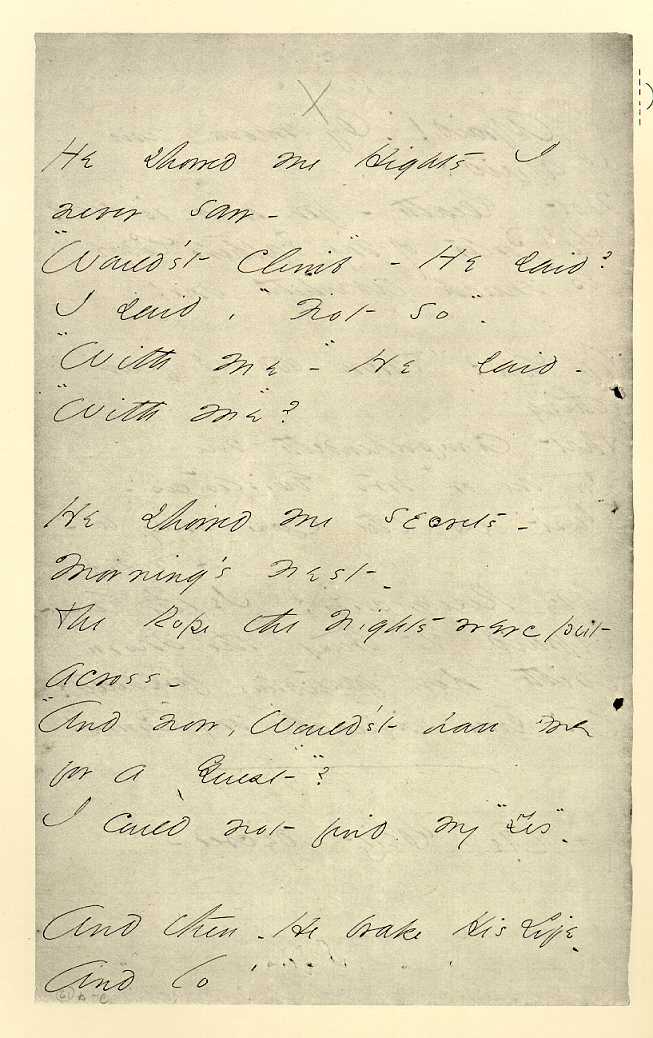 He showed me Hights I
never saw –
"Would'st Climb" – He said?
I said, "Not so".
"With me" – He said –
"With me"?
He showed me secrets –
Morning's nest –
The Rope the Nights were put
across –
"And now, Would'st have me
for a Guest"?
I could not find my "Yes".
And then – He brake His Life –
And lo